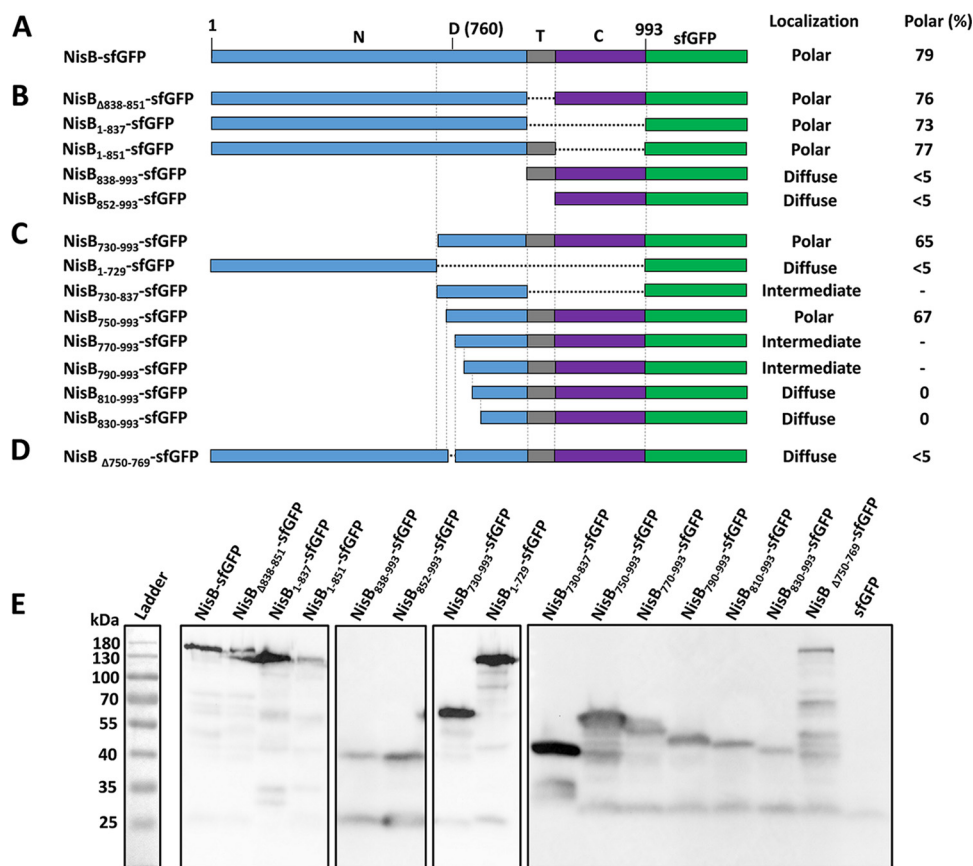 A
1
N
D (760)
T
C
993
sfGFP
Localization
Polar (%)
NisB-sfGFP
Polar
79
B
NisBΔ838-851-sfGFP
Polar
76
NisB1-837-sfGFP
Polar
73
NisB1-851-sfGFP
Polar
77
NisB838-993-sfGFP
Diffuse
<5
NisB852-993-sfGFP
Diffuse
<5
C
NisB730-993-sfGFP
Polar
65
NisB1-729-sfGFP
Diffuse
<5
NisB730-837-sfGFP
Intermediate
-
NisB750-993-sfGFP
Polar
67
NisB770-993-sfGFP
Intermediate
-
NisB790-993-sfGFP
Intermediate
-
NisB810-993-sfGFP
Diffuse
0
NisB830-993-sfGFP
Diffuse
0
D
NisB Δ750-769-sfGFP
Diffuse
<5
E
kDa
Ladder
NisB-sfGFP
NisBΔ838-851-sfGFP
NisB1-837-sfGFP
NisB1-851-sfGFP
NisB838-993-sfGFP
NisB852-993-sfGFP
NisB730-993-sfGFP
NisB1-729-sfGFP
NisB730-837-sfGFP
NisB750-993-sfGFP
NisB770-993-sfGFP
NisB790-993-sfGFP
NisB810-993-sfGFP
NisB830-993-sfGFP
NisB Δ750-769-sfGFP
sfGFP
180
130
100
70
55
40
35
25